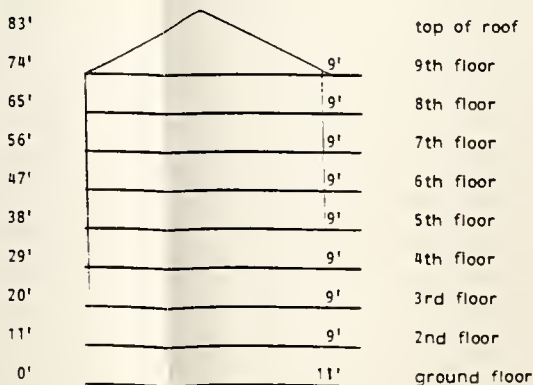 83' top of roof
74' 9' 9th floor
65' 9' 8th floor
56' 9' 7th floor
47' 9' 6th floor
38' 9' 5th floor
29' 9' 4th floor
20' 9' 3rd floor
11' 9' 2nd floor
0' 11' ground floor